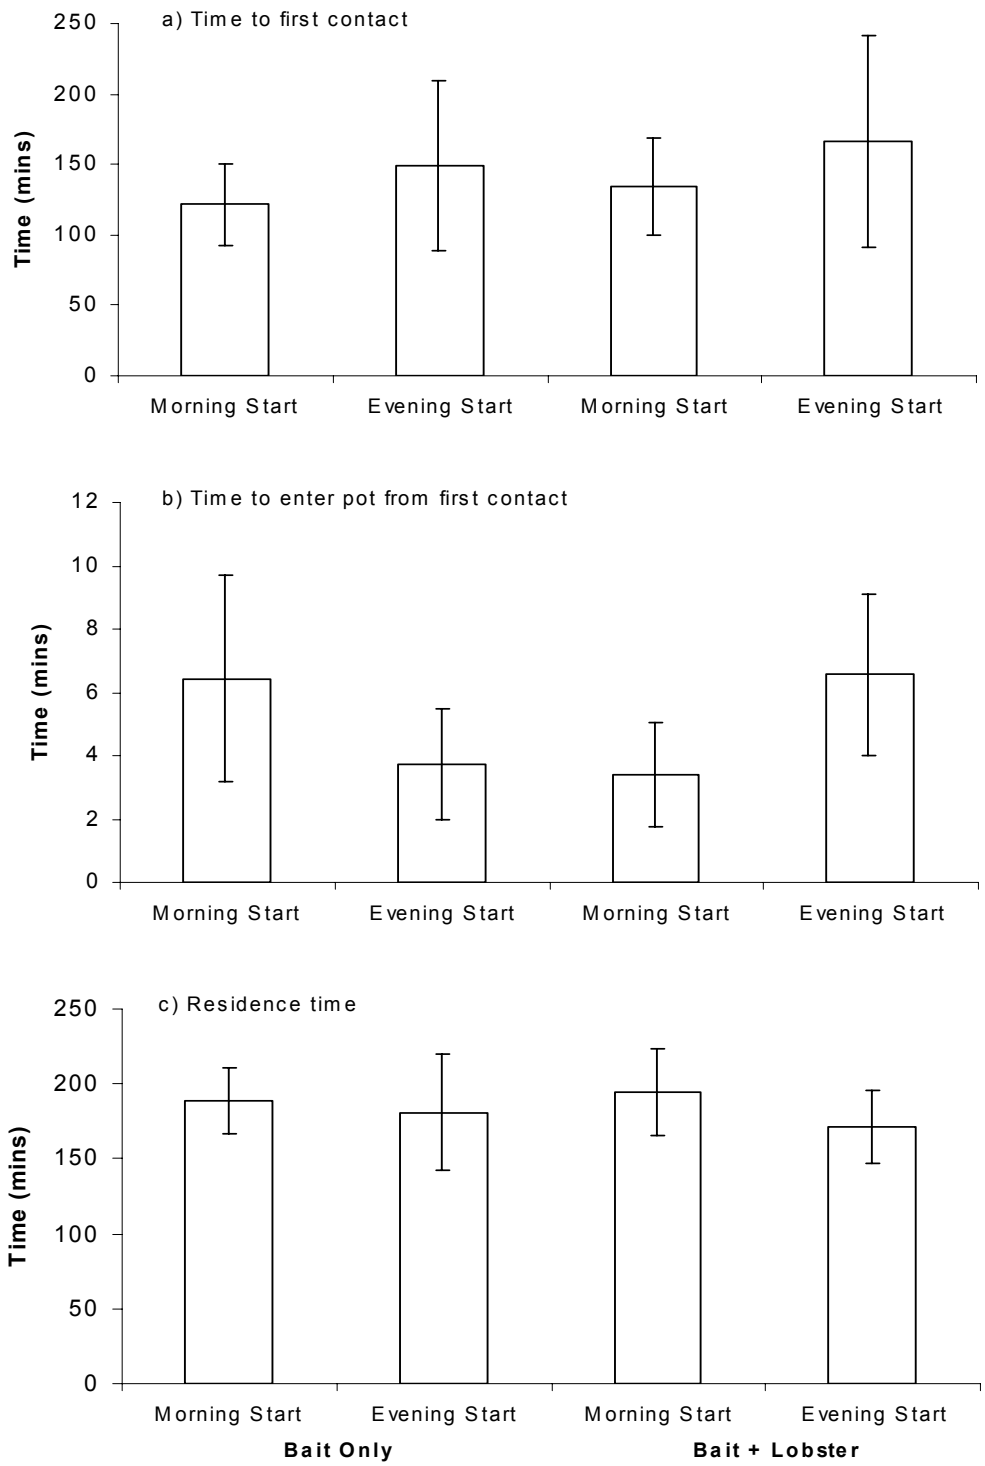 a) Time to first contact
250
200
150
100
50
0
Time (mins)
Morning Start Evening Start Morning Start Evening Start
b) Time to enter pot from first contact
12
10
8
6
4
2
0
Time (mins)
Morning Start Evening Start Morning Start Evening Start
c) Residence time
250
200
150
100
50
0
Time (mins)
Morning Start Evening Start Morning Start Evening Start
Bait Only Bait + Lobster